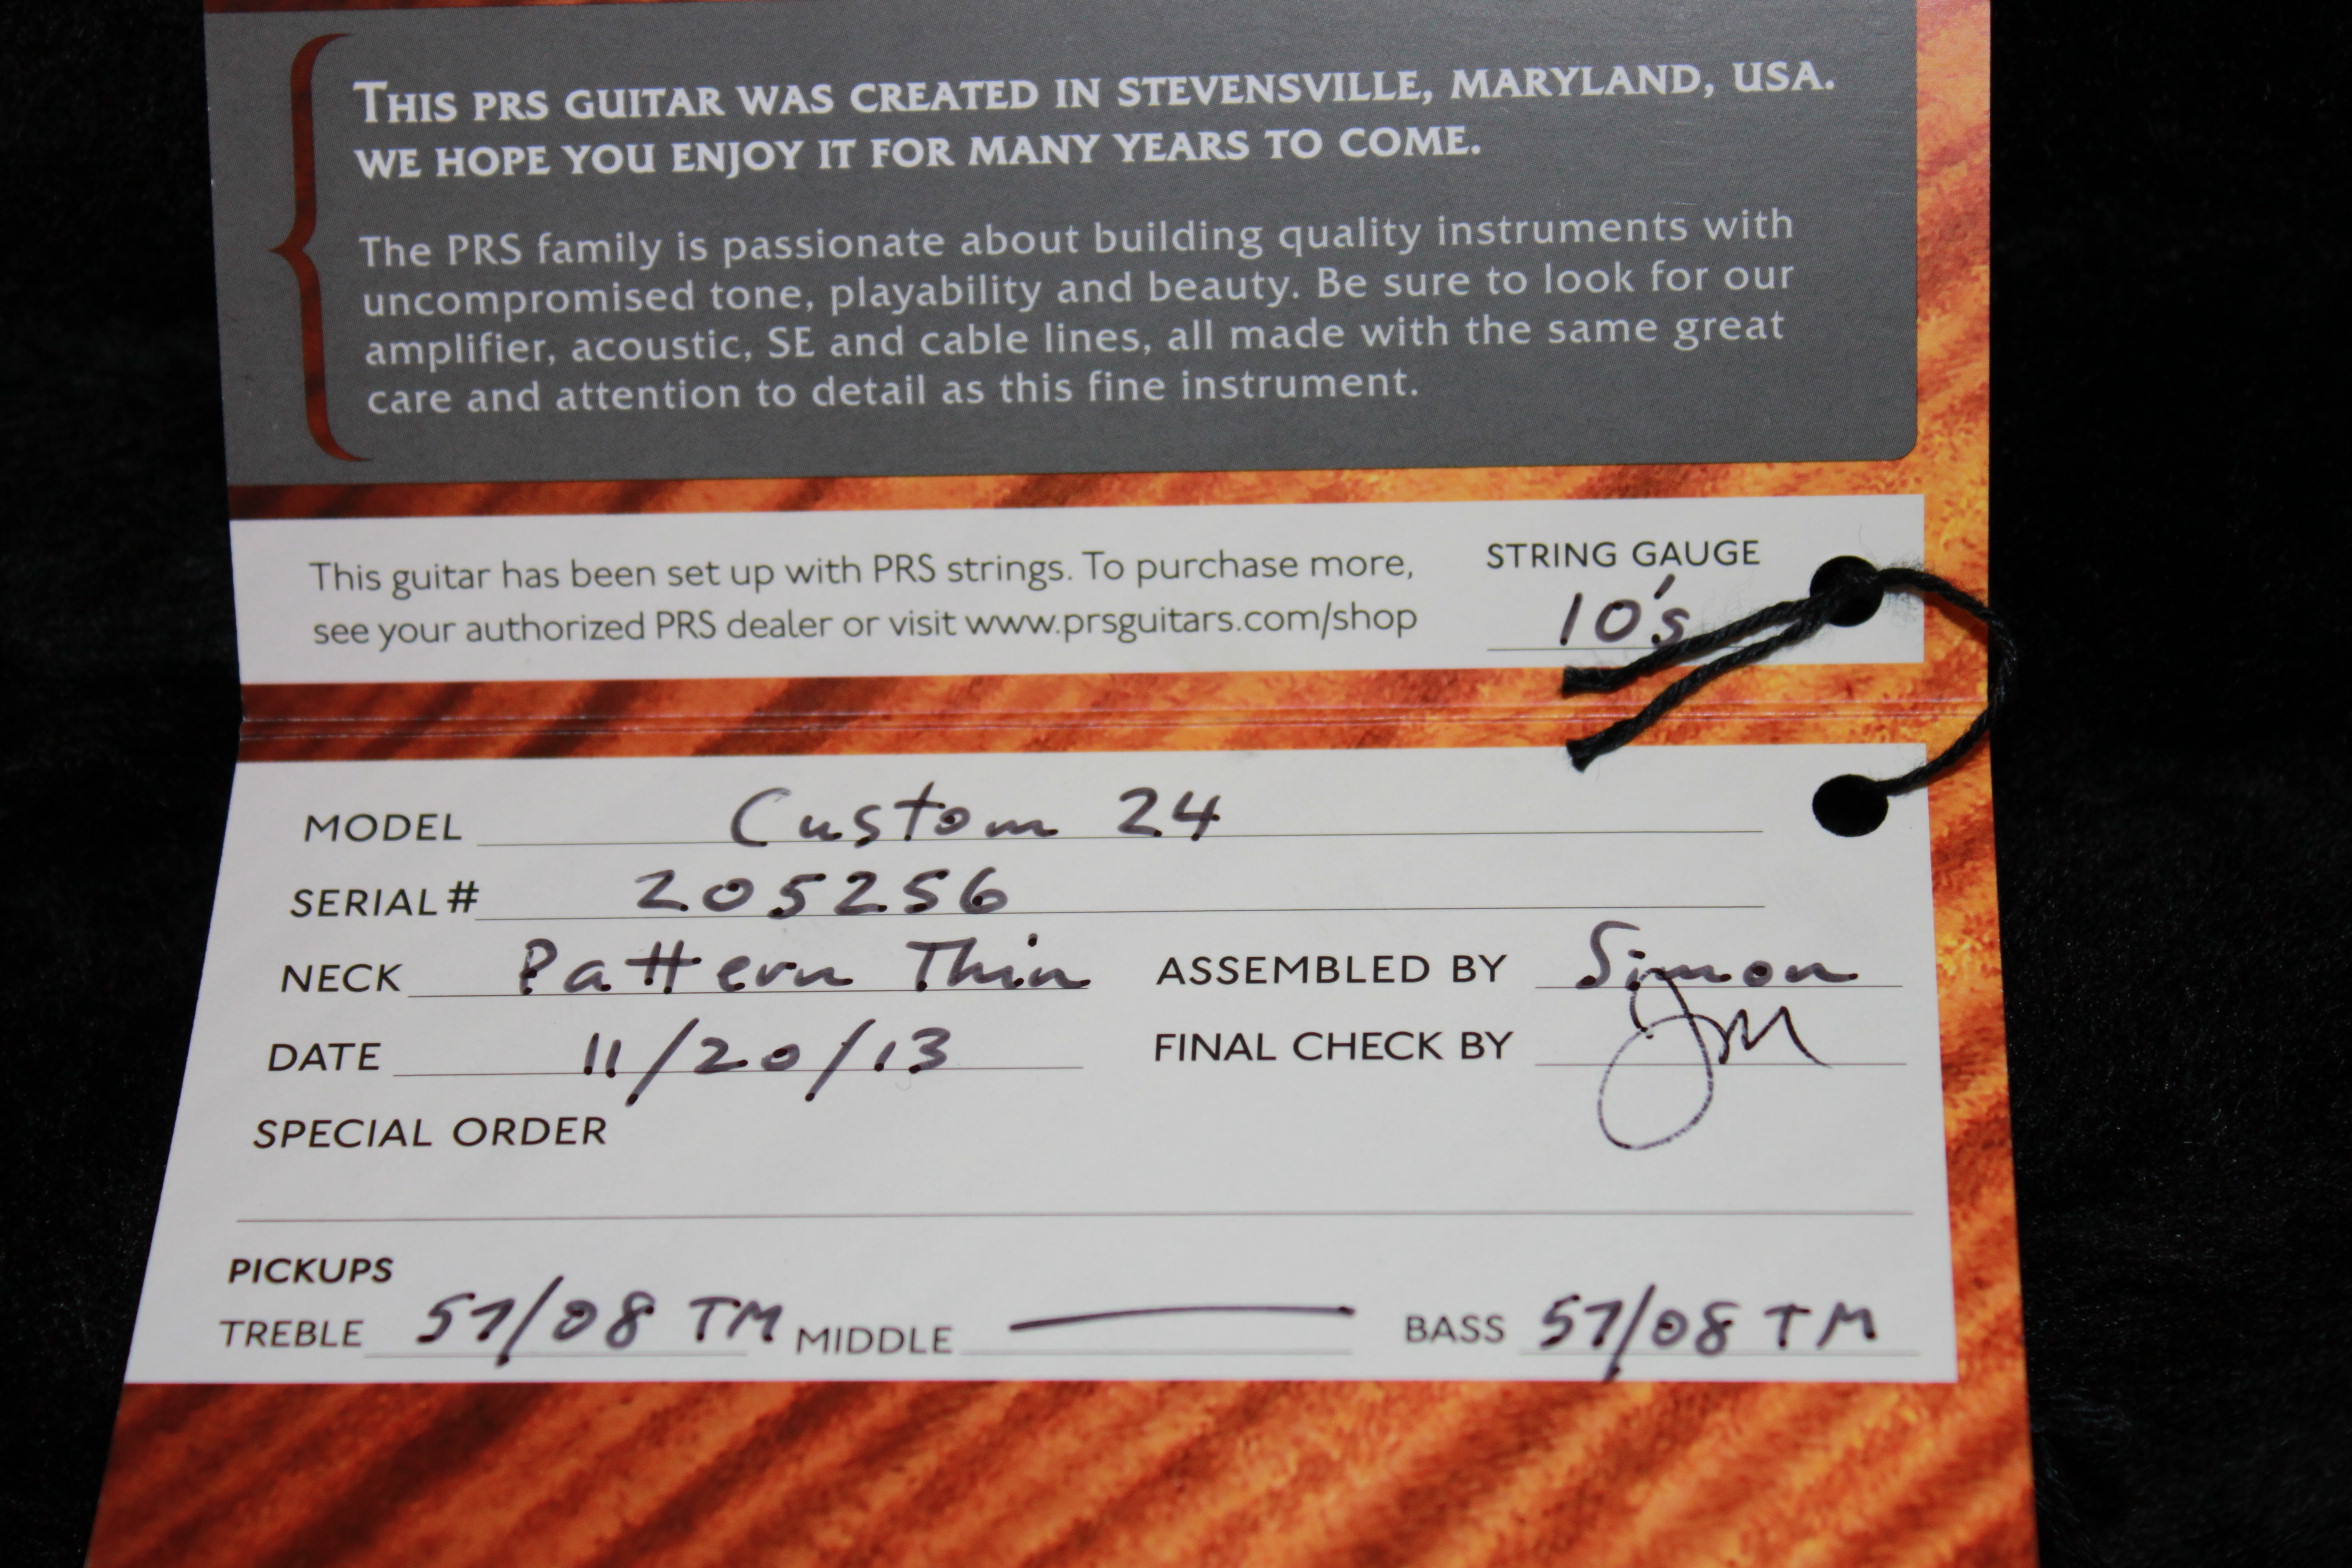 THIS PRS GUITAR WAS CREATED IN STEVENSVILLE, MARYLAND, USA.
WE HOPE YOU ENJOY IT FOR MANY YEARS TO COME.
The PRS family is passionate about building quality instruments with
uncompromised tone, playability and beauty. Be sure to look for our
amplifier, acoustic, SE and cable lines, all made with the same great
care and attention to detail as this fine instrument.
This guitar has been set up with PRS strings. To purchase more,
see your authorized PRS dealer or visit www.prsguitars.com/shop
STRING GAUGE
10's
MODEL Custom 24
SERIAL# 205256
NECK Pattern Thin ASSEMBLED BY Simon
DATE 11/20/13 FINAL CHECK BY JM
SPECIAL ORDER
PICKUPS
TREBLE 57/08 TM MIDDLE — BASS 57/08 TM